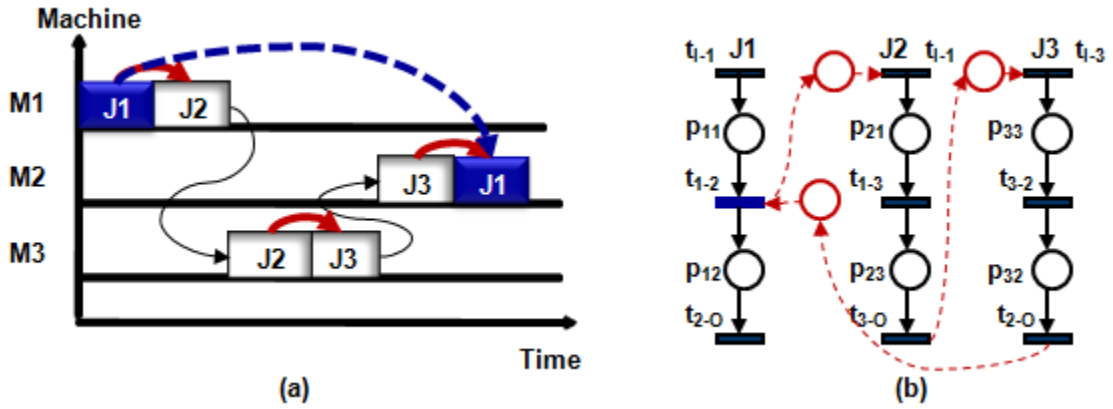 Machine
M1
M2
M3
J1 J2
J3 J1
J2 J3
Time
(a)
tI-1 J1 J2 tI-1 J3 tI-3
p11 p21 p33
t1-2 t1-3 t3-2
p12 p23 p32
t2-O t3-O t2-O
(b)